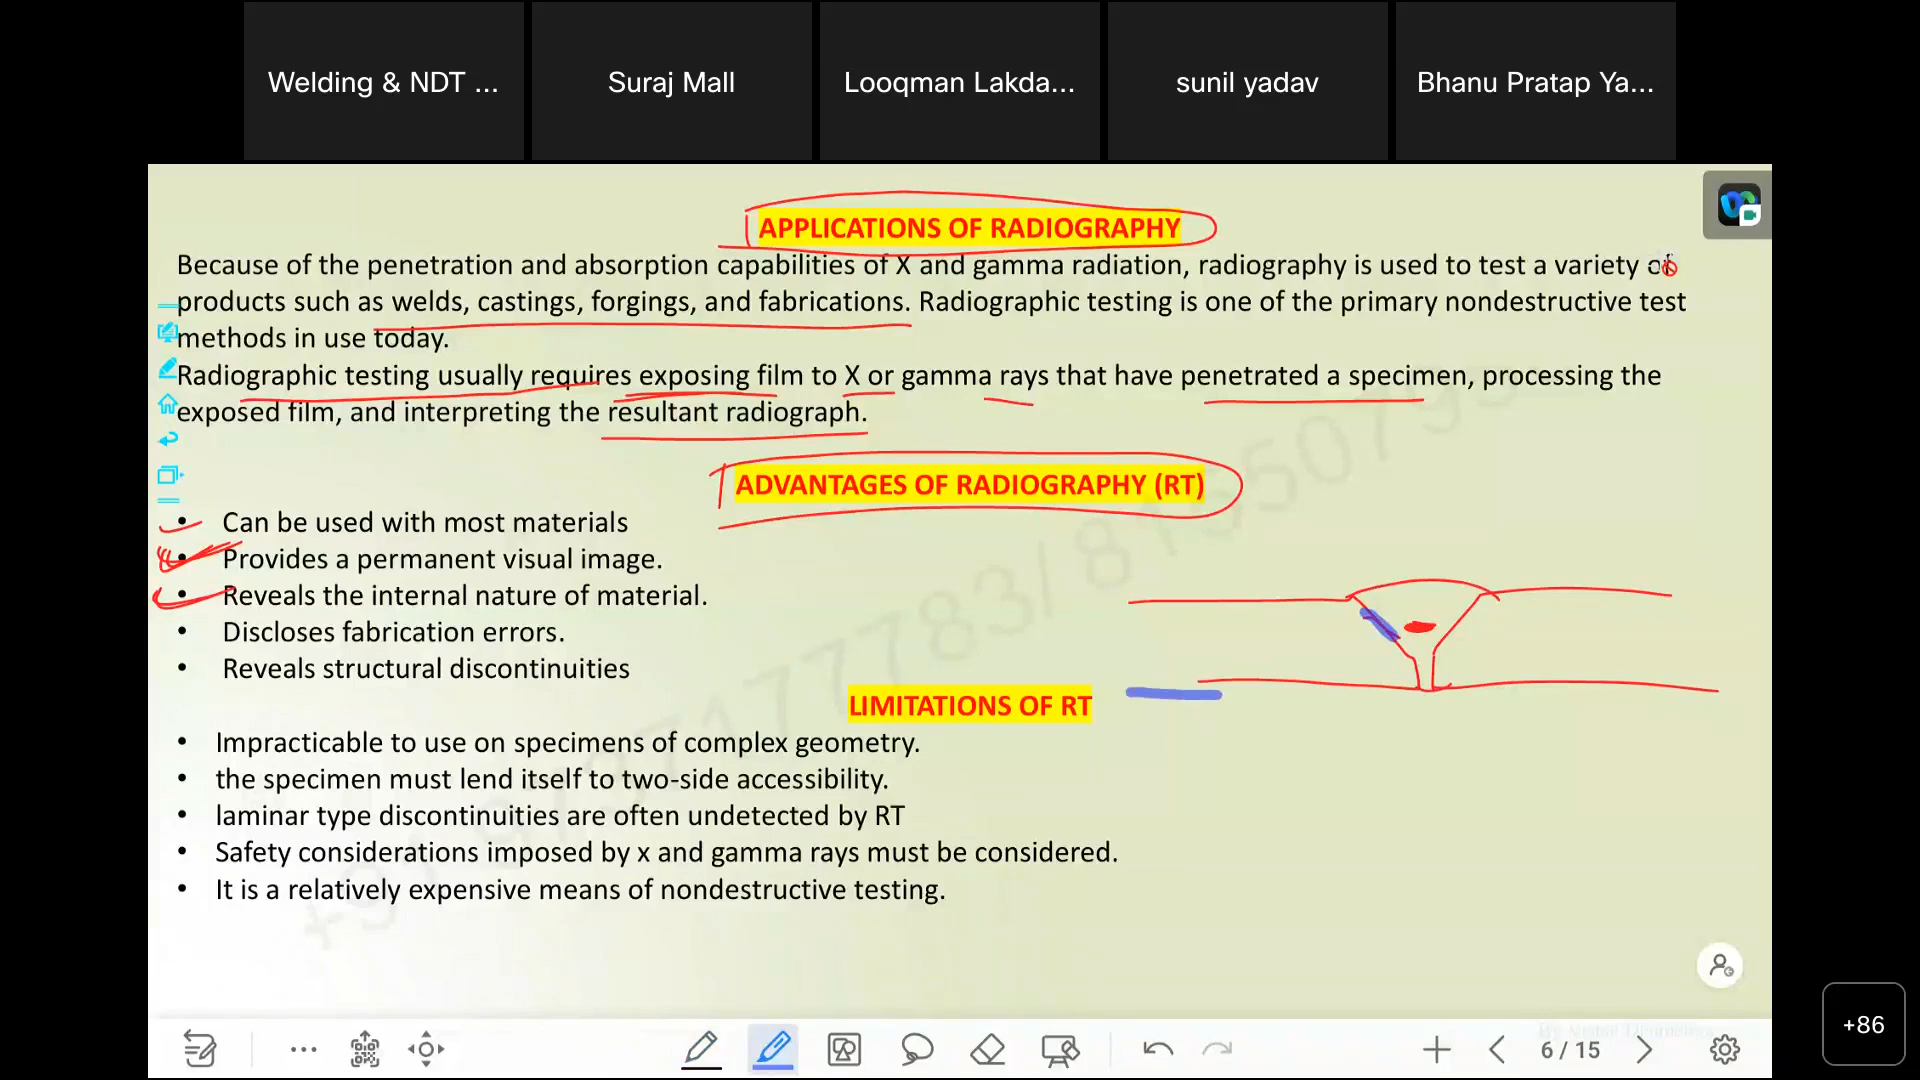 Welding & NDT ...
Suraj Mall
Looqman Lakda...
sunil yadav
Bhanu Pratap Ya...
APPLICATIONS OF RADIOGRAPHY
Because of the penetration and absorption capabilities of X and gamma radiation, radiography is used to test a variety of
products such as welds, castings, forgings, and fabrications. Radiographic testing is one of the primary nondestructive test
methods in use today.
Radiographic testing usually requires exposing film to X or gamma rays that have penetrated a specimen, processing the
exposed film, and interpreting the resultant radiograph.
ADVANTAGES OF RADIOGRAPHY (RT)
• Can be used with most materials
• Provides a permanent visual image.
• Reveals the internal nature of material.
• Discloses fabrication errors.
• Reveals structural discontinuities
LIMITATIONS OF RT
• Impracticable to use on specimens of complex geometry.
• the specimen must lend itself to two-side accessibility.
• laminar type discontinuities are often undetected by RT
• Safety considerations imposed by x and gamma rays must be considered.
• It is a relatively expensive means of nondestructive testing.
6 / 15
+86